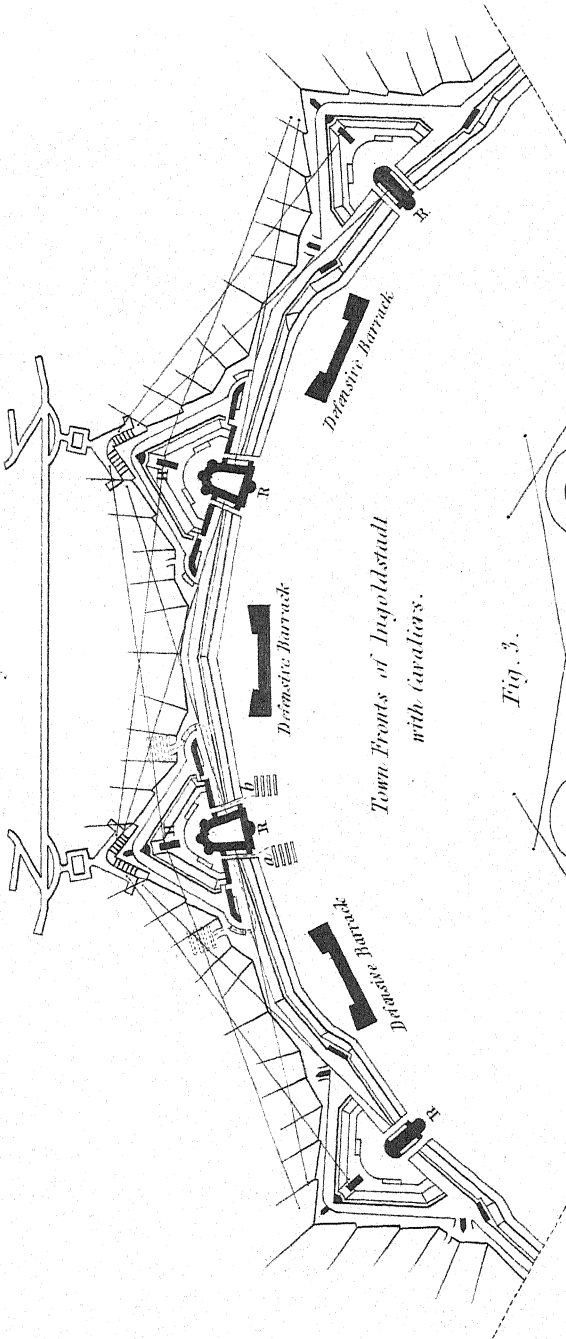 Town Fronts of Ingoldstadt
with Cavaliers.
Defensive Barrack
Defensive Barrack
Defensive Barrack
R
H
R
a
b
H
R
R.
Fig. 3.